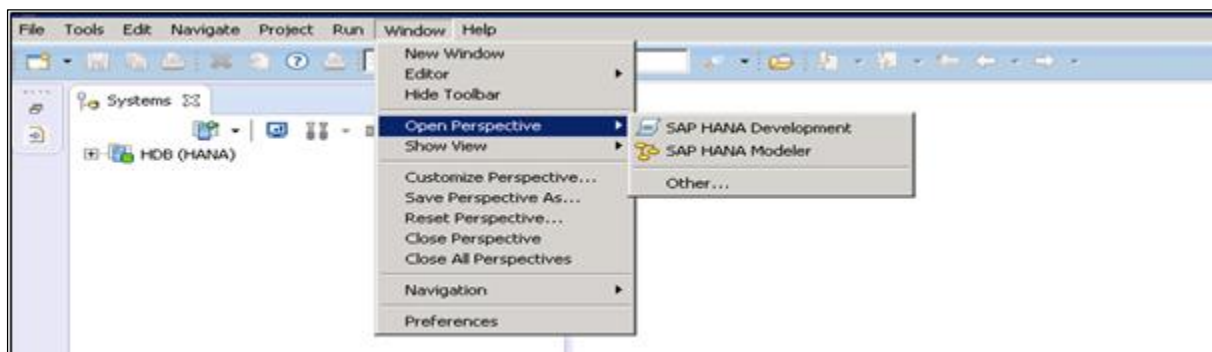 File Tools Edit Navigate Project Run Window Help
Systems
HDB (HANA)
New Window
Editor
Hide Toolbar
Open Perspective
Show View
Customize Perspective...
Save Perspective As...
Reset Perspective...
Close Perspective
Close All Perspectives
Navigation
Preferences
SAP HANA Development
SAP HANA Modeler
Other...